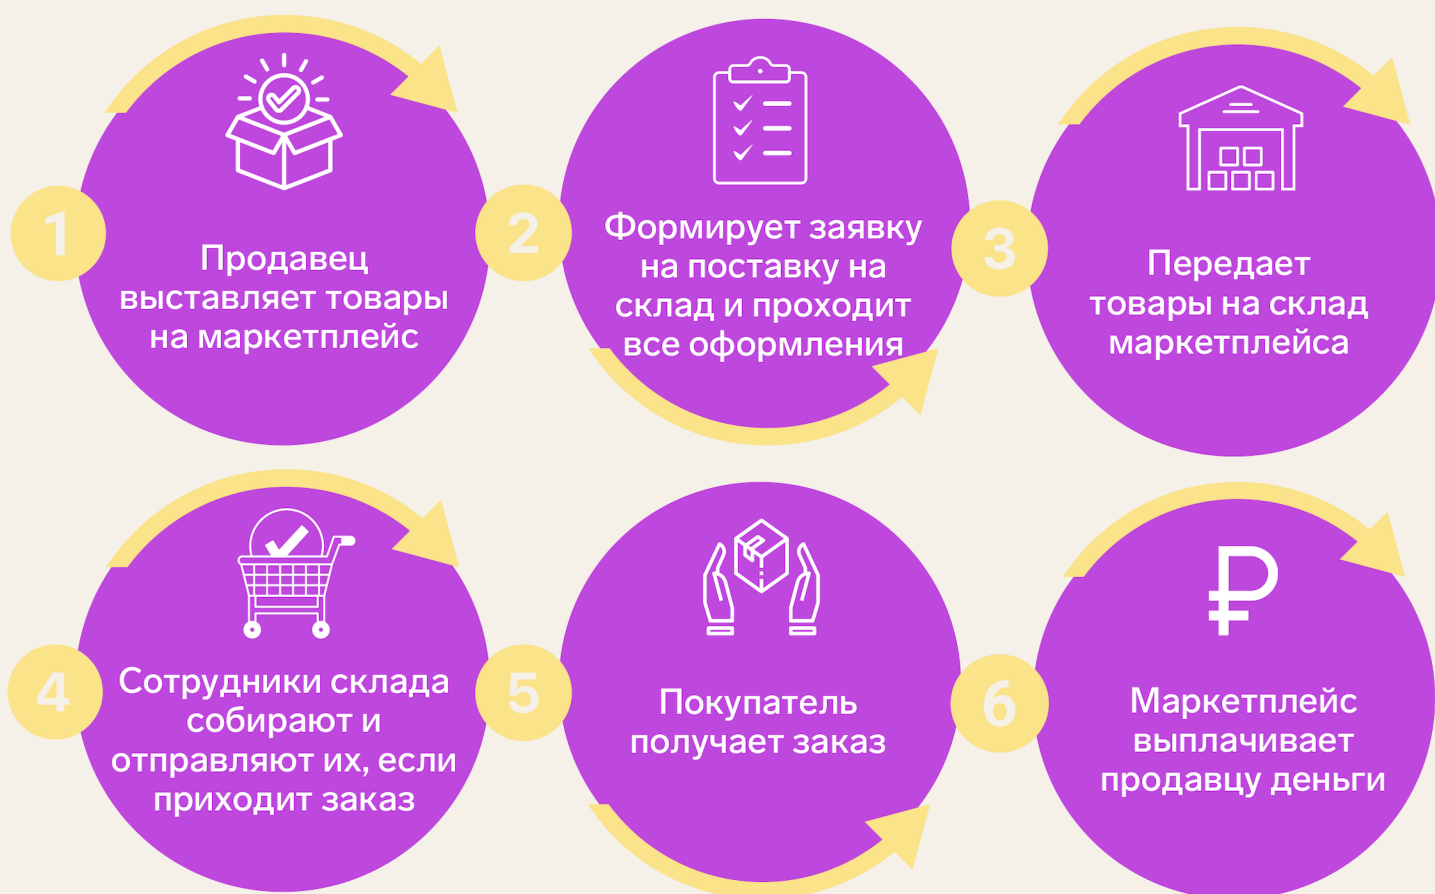 1
Продавец
выставляет товары
на маркетплейс
2
Формирует заявку
на поставку на
склад и проходит
все оформления
3
Передает
товары на склад
маркетплейса
4
Сотрудники склада
собирают и
отправляют их, если
приходит заказ
5
Покупатель
получает заказ
6
Маркетплейс
выплачивает
продавцу деньги